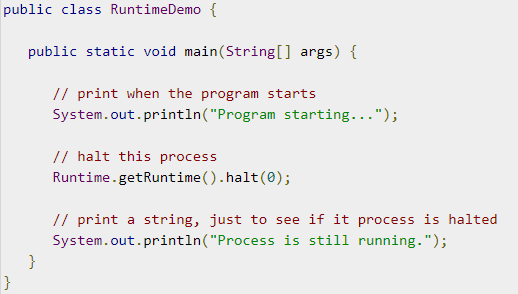 public class RuntimeDemo {
public static void main(String[] args) {
// print when the program starts
System.out.println("Program starting...");
// halt this process
Runtime.getRuntime().halt(0);
// print a string, just to see if it process is halted
System.out.println("Process is still running.");
}
}